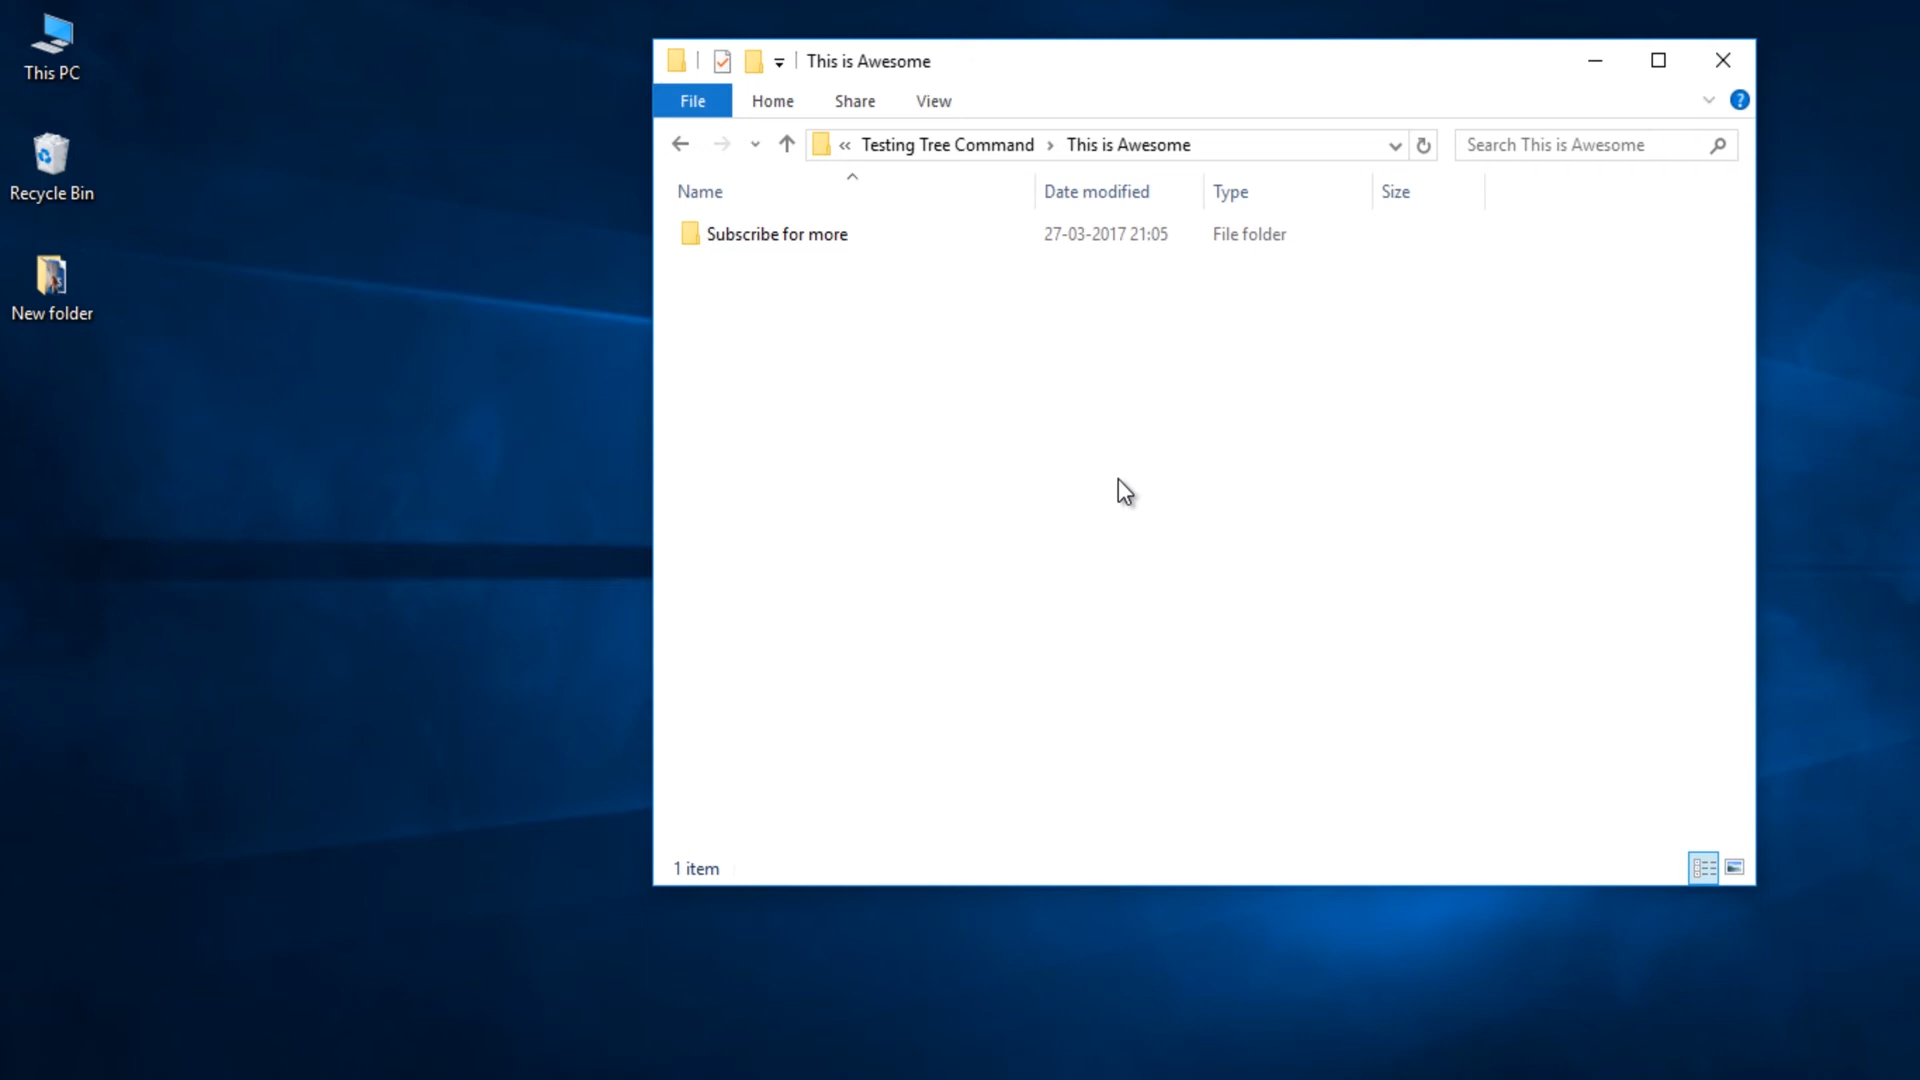 This PC
Recycle Bin
New folder
This is Awesome
File Home Share View
« Testing Tree Command › This is Awesome
Search This is Awesome
Name Date modified Type Size
Subscribe for more 27-03-2017 21:05 File folder
1 item